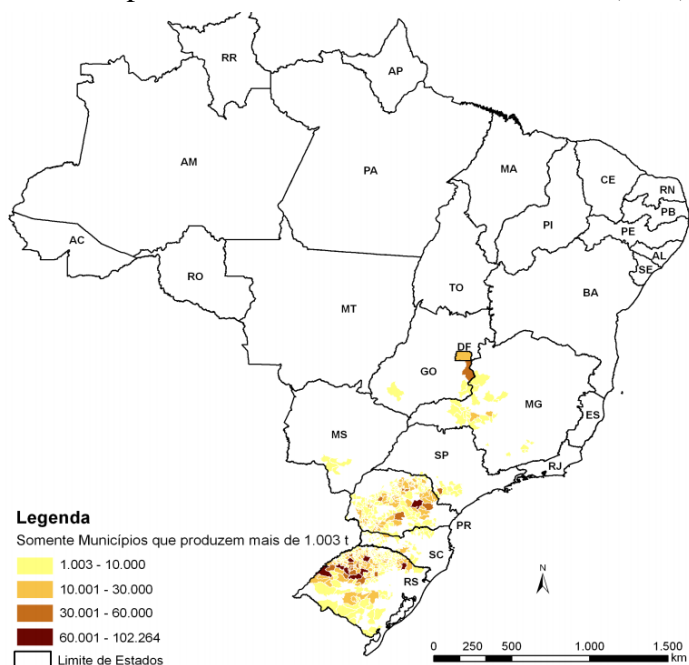 RR
AP
AM
PA
MA
CE
RN
PB
PE
PI
AL
SE
AC
RO
TO
BA
MT
DF
GO
MG
ES
MS
SP
RJ
PR
SC
RS
Legenda
Somente Municípios que produzem mais de 1.003 t
1.003 - 10.000
10.001 - 30.000
30.001 - 60.000
60.001 - 102.264
Limite de Estados
N
0 250 500 1.000 1.500
km